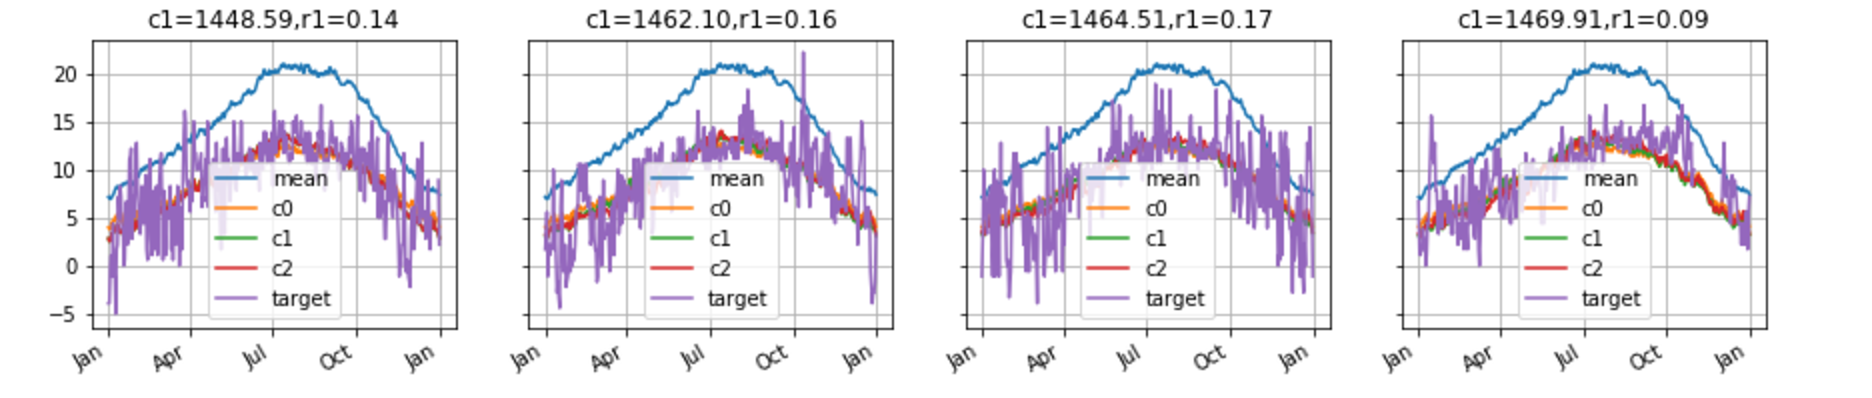 c1=1448.59,r1=0.14
c1=1462.10,r1=0.16
c1=1464.51,r1=0.17
c1=1469.91,r1=0.09
20
15
10
5
0
−5
mean
c0
c1
c2
target
mean
c0
c1
c2
target
mean
c0
c1
c2
target
mean
c0
c1
c2
target
Jan Apr Jul Oct Jan
Jan Apr Jul Oct Jan
Jan Apr Jul Oct Jan
Jan Apr Jul Oct Jan